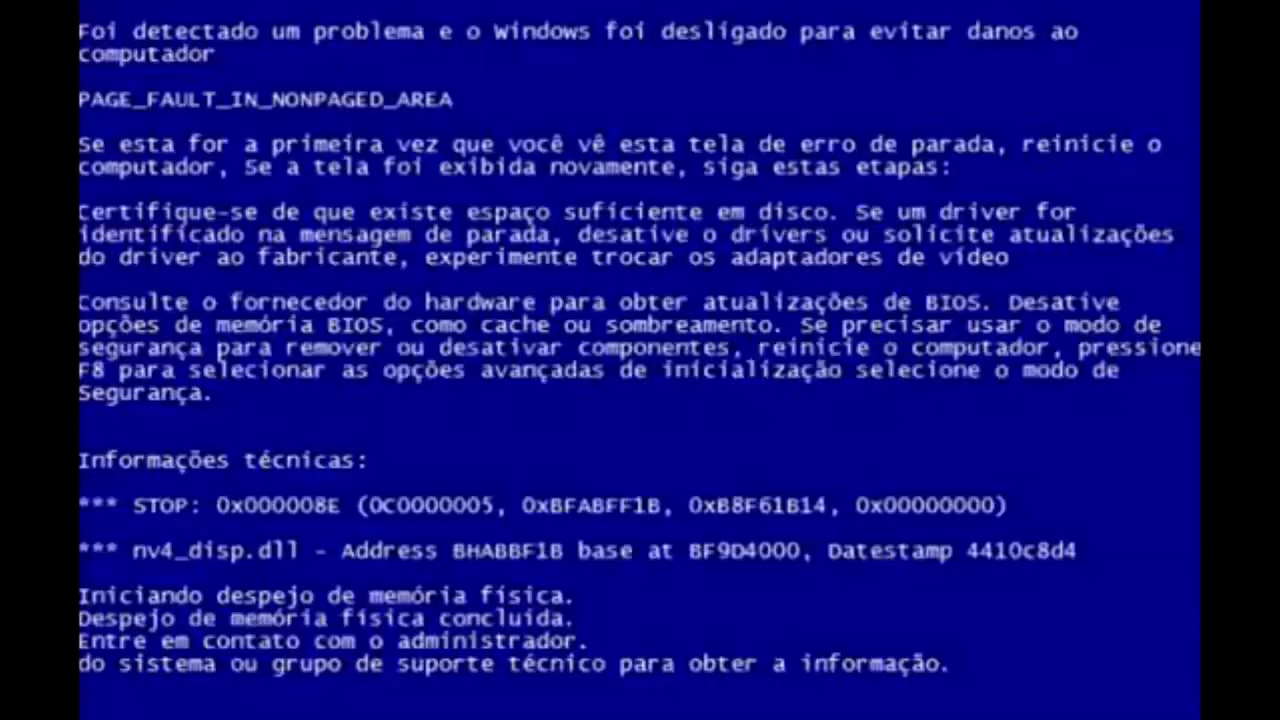 Foi detectado um problema e o Windows foi desligado para evitar danos ao
computador
PAGE_FAULT_IN_NONPAGED_AREA
Se esta for a primeira vez que você vê esta tela de erro de parada, reinicie o
computador, Se a tela foi exibida novamente, siga estas etapas:
Certifique-se de que existe espaço suficiente em disco. Se um driver for
identificado na mensagem de parada, desative o drivers ou solicite atualizações
do driver ao fabricante, experimente trocar os adaptadores de vídeo
Consulte o fornecedor do hardware para obter atualizações de BIOS. Desative
opções de memória BIOS, como cache ou sombreamento. Se precisar usar o modo de
segurança para remover ou desativar componentes, reinicie o computador, pressione
F8 para selecionar as opções avançadas de inicialização selecione o modo de
Segurança.
Informações técnicas:
*** STOP: 0x000008E (0C0000005, 0xBFABFF1B, 0xB8F61B14, 0x00000000)
*** nv4_disp.dll - Address BHABBF1B base at BF9D4000, Datestamp 4410c8d4
Iniciando despejo de memória física.
Despejo de memória física concluída.
Entre em contato com o administrador.
do sistema ou grupo de suporte técnico para obter a informação.